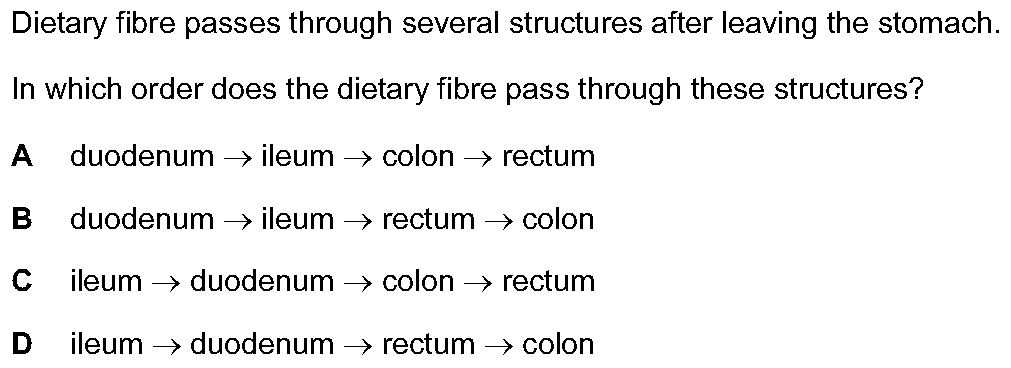 Dietary fibre passes through several structures after leaving the stomach.
In which order does the dietary fibre pass through these structures?
A duodenum → ileum → colon → rectum
B duodenum → ileum → rectum → colon
C ileum → duodenum → colon → rectum
D ileum → duodenum → rectum → colon